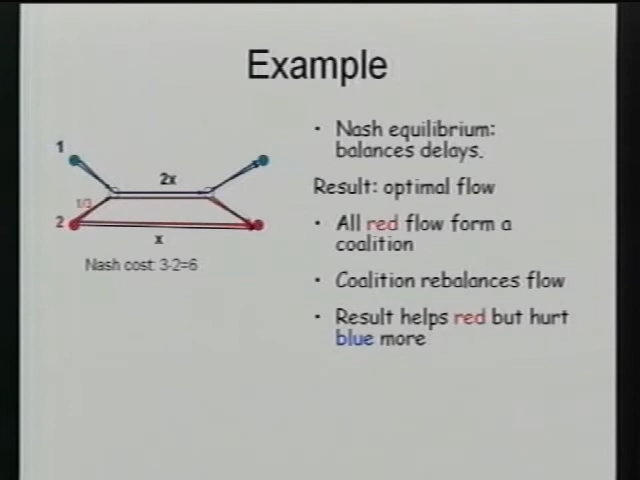 Example
1
2x
1/3
2
x
Nash cost: 3·2=6
• Nash equilibrium:
balances delays.
Result: optimal flow
• All red flow form a
coalition
• Coalition rebalances flow
• Result helps red but hurt
blue more